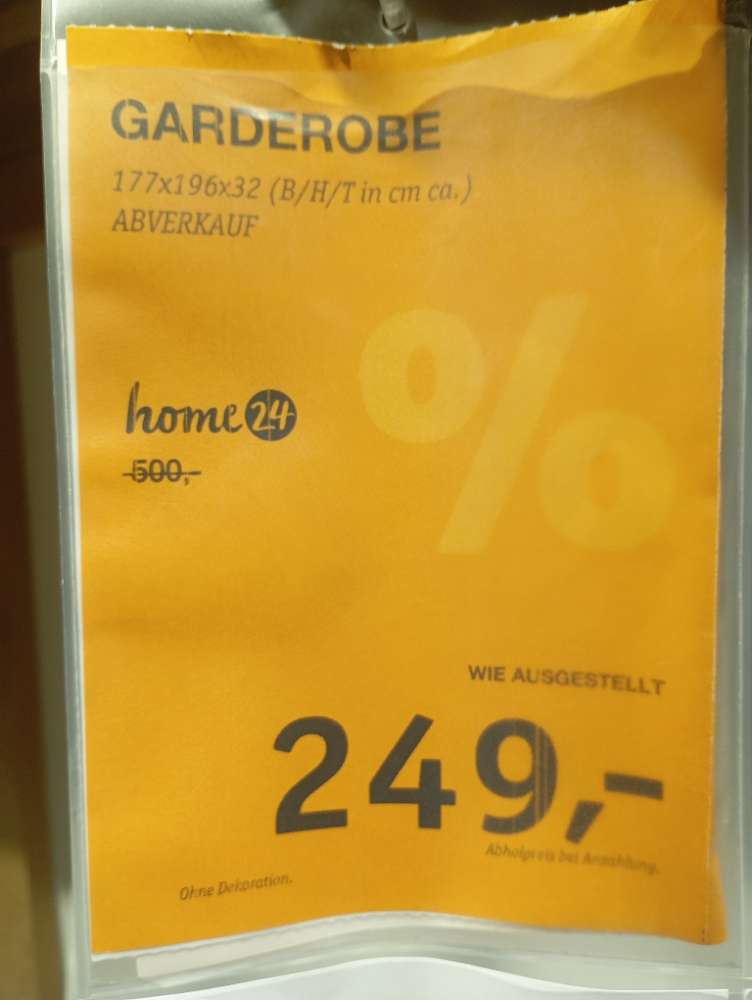 GARDEROBE
177x196x32 (B/H/T in cm ca.)
ABVERKAUF
home24
500,-
WIE AUSGESTELLT
249,-
Abholpreis bei Anzahlung.
Ohne Dekoration.
%